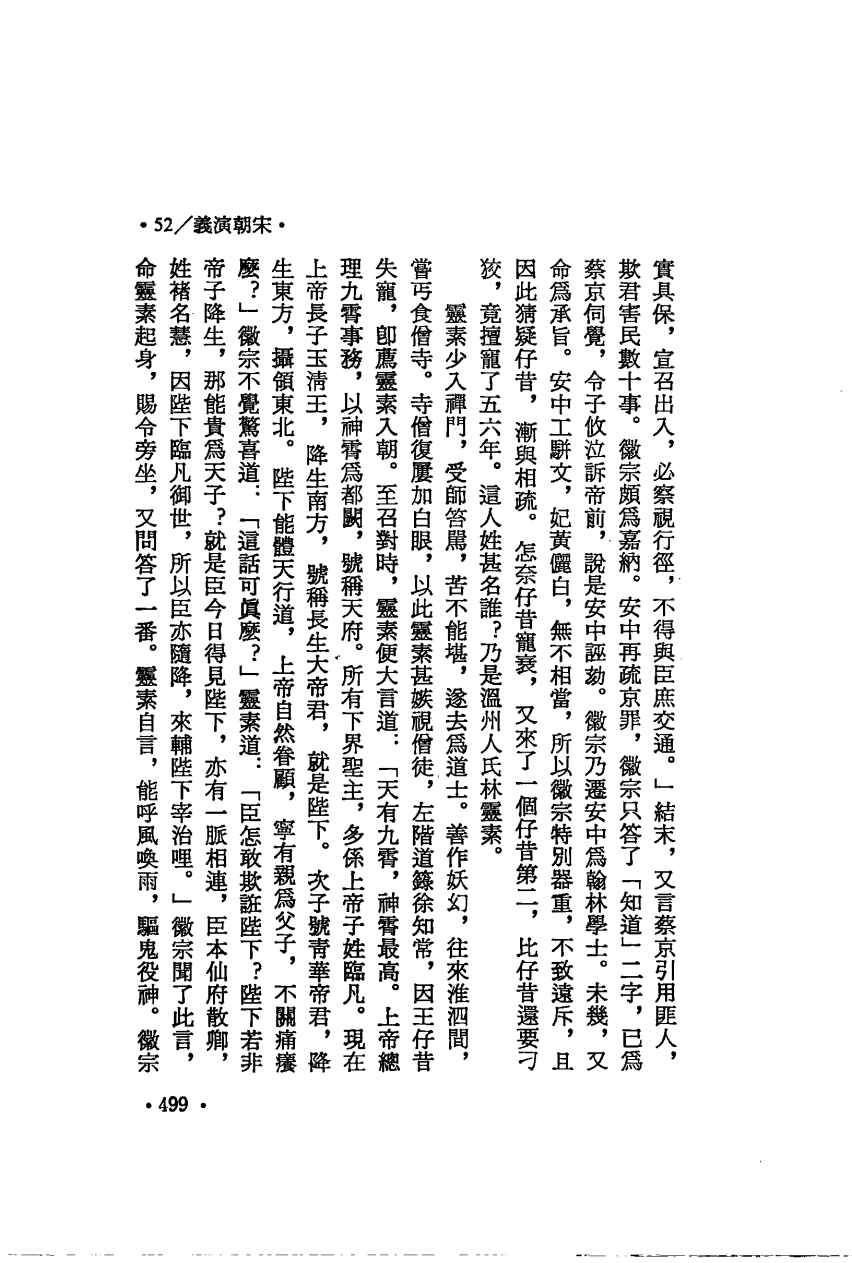 •宋朝演義／52•
實具保，宣召出入，必察視行徑，不得與臣庶交通。」結末，又言蔡京引用匪人，
欺君害民數十事。徽宗頗爲嘉納。安中再疏京罪，徽宗只答了「知道」二字，已爲
蔡京伺覺，令子攸泣訴帝前，說是安中誣劾。徽宗乃遷安中爲翰林學士。未幾，又
命爲承旨。安中工駢文，妃黃儷白，無不相當，所以徽宗特別器重，不致遠斥，且
因此猜疑仔昔，漸與相疏。怎奈仔昔寵衰，又來了一個仔昔第二，比仔昔還要刁
狡，竟擅寵了五六年。這人姓甚名誰？乃是溫州人氏林靈素。
靈素少入禪門，受師笞罵，苦不能堪，遂去爲道士。善作妖幻，往來淮泗間，
嘗丐食僧寺。寺僧復屢加白眼，以此靈素甚嫉視僧徒，左階道籙徐知常，因王仔昔
失寵，卽薦靈素入朝。至召對時，靈素便大言道：「天有九霄，神霄最高。上帝總
理九霄事務，以神霄爲都闕，號稱天府。所有下界聖主，多係上帝子姓臨凡。現在
上帝長子玉淸王，降生南方，號稱長生大帝君，就是陛下。次子號靑華帝君，降
生東方，攝領東北。陛下能體天行道，上帝自然眷顧，寧有親爲父子，不關痛癢
麼？」徽宗不覺驚喜道：「這話可眞麼？」靈素道：「臣怎敢欺誑陛下？陛下若非
帝子降生，那能貴爲天子？就是臣今日得見陛下，亦有一脈相連，臣本仙府散卿，
姓褚名慧，因陛下臨凡御世，所以臣亦隨降，來輔陛下宰治哩。」徽宗聞了此言，
命靈素起身，賜令旁坐，又問答了一番。靈素自言，能呼風喚雨，驅鬼役神。徽宗
•499•